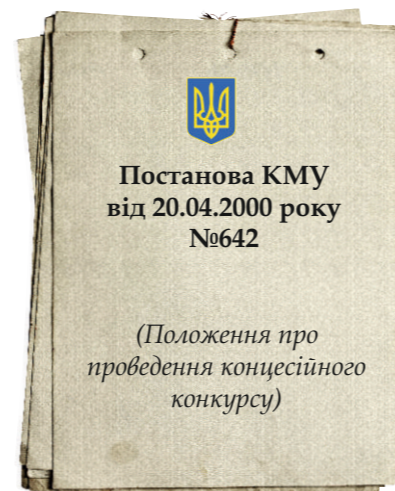 Постанова КМУ
від 20.04.2000 року
№642
(Положення про
проведення концесійного
конкурсу)